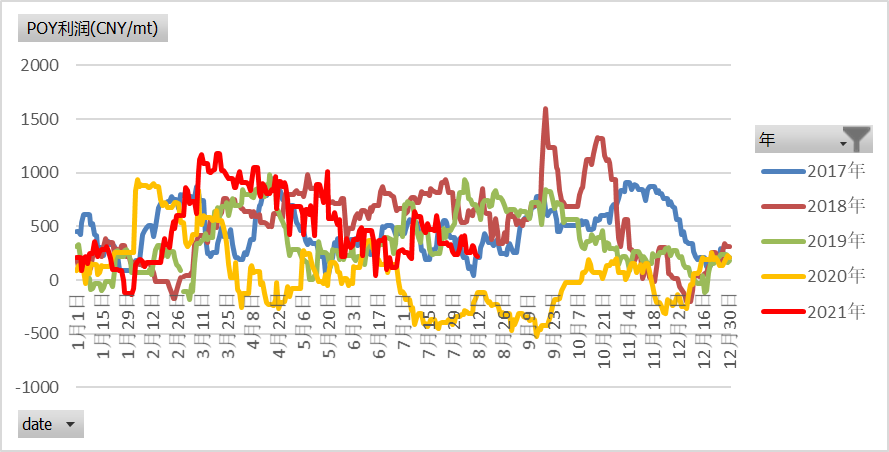 POY利润(CNY/mt)
2000
1500
1000
500
0
-500
-1000
1月1日
1月15日
1月29日
2月12日
2月26日
3月11日
3月25日
4月8日
4月22日
5月6日
5月20日
6月3日
6月17日
7月1日
7月15日
7月29日
8月12日
8月26日
9月9日
9月23日
10月7日
10月21日
11月4日
11月18日
12月2日
12月16日
12月30日
年
2017年
2018年
2019年
2020年
2021年
date